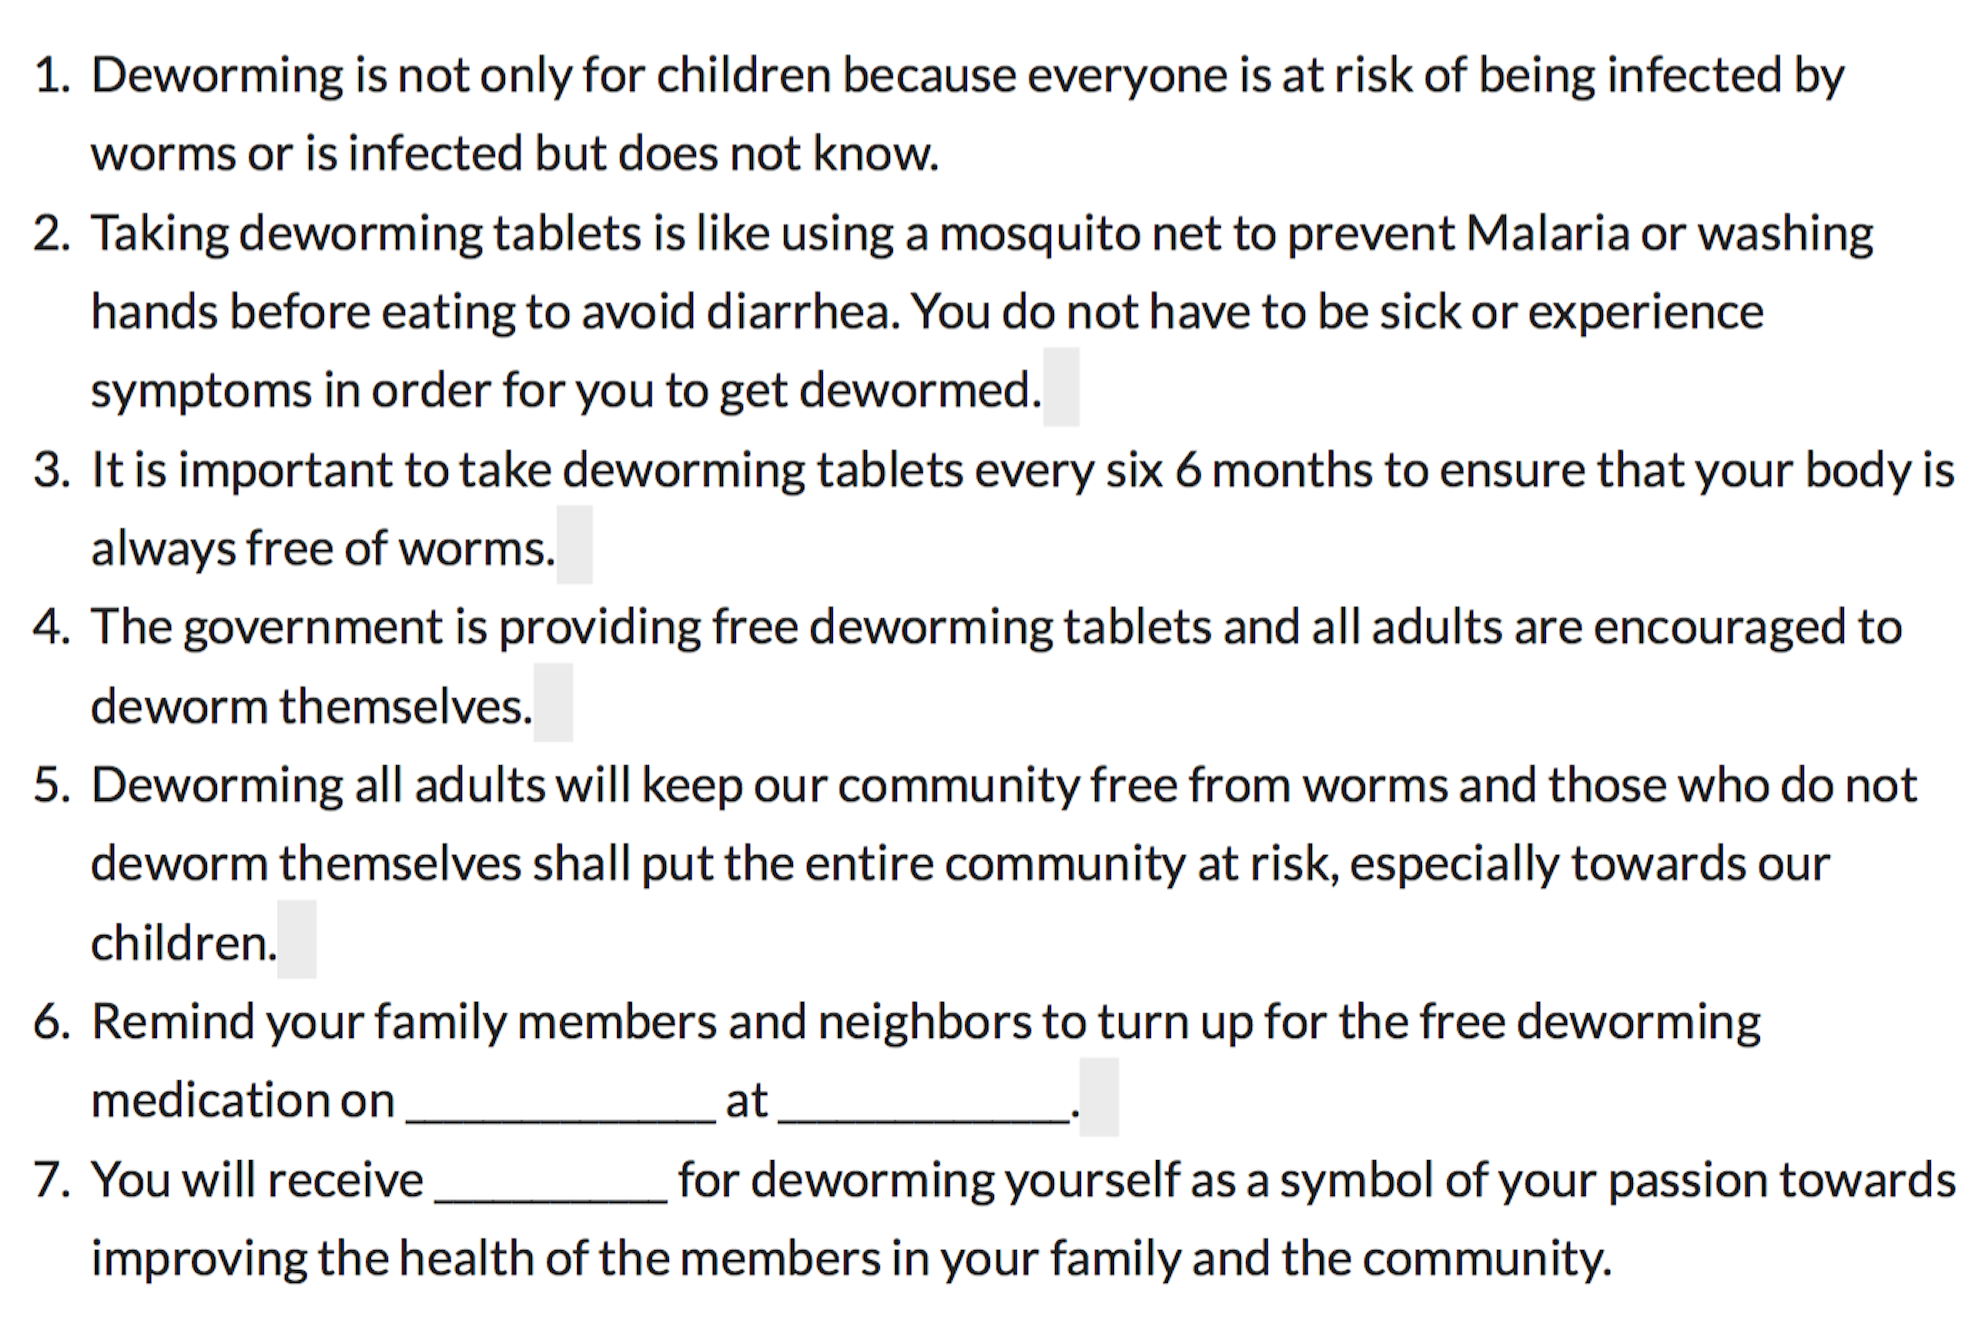 1. Deworming is not only for children because everyone is at risk of being infected by
worms or is infected but does not know.
2. Taking deworming tablets is like using a mosquito net to prevent Malaria or washing
hands before eating to avoid diarrhea. You do not have to be sick or experience
symptoms in order for you to get dewormed.
3. It is important to take deworming tablets every six 6 months to ensure that your body is
always free of worms.
4. The government is providing free deworming tablets and all adults are encouraged to
deworm themselves.
5. Deworming all adults will keep our community free from worms and those who do not
deworm themselves shall put the entire community at risk, especially towards our
children.
6. Remind your family members and neighbors to turn up for the free deworming
medication on ________________ at _______________.
7. You will receive ____________ for deworming yourself as a symbol of your passion towards
improving the health of the members in your family and the community.